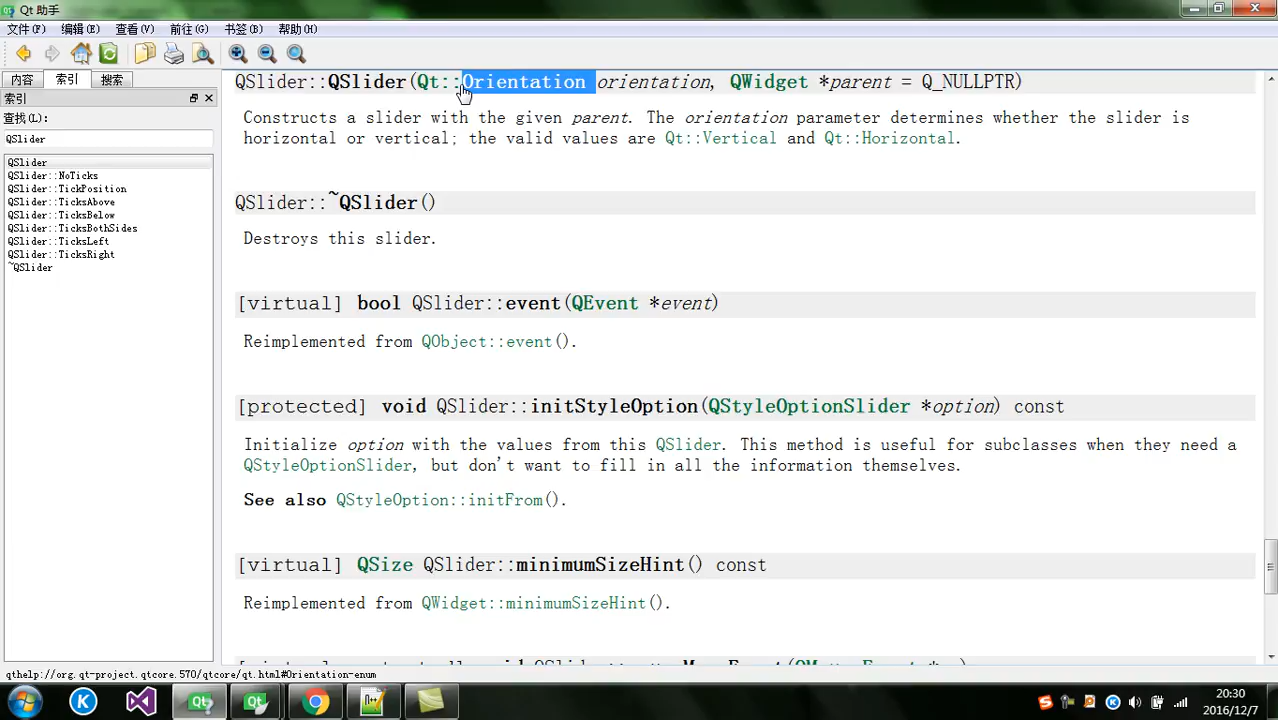 Qt 助手
文件(F) 编辑(E) 查看(V) 前往(G) 书签(B) 帮助(H)
内容 索引 搜索
索引
查找(L):
QSlider
QSlider
QSlider::NoTicks
QSlider::TickPosition
QSlider::TicksAbove
QSlider::TicksBelow
QSlider::TicksBothSides
QSlider::TicksLeft
QSlider::TicksRight
~QSlider
QSlider::QSlider(Qt::Orientation orientation, QWidget *parent = Q_NULLPTR)
Constructs a slider with the given parent. The orientation parameter determines whether the slider is
horizontal or vertical; the valid values are Qt::Vertical and Qt::Horizontal.
QSlider::~QSlider()
Destroys this slider.
[virtual] bool QSlider::event(QEvent *event)
Reimplemented from QObject::event().
[protected] void QSlider::initStyleOption(QStyleOptionSlider *option) const
Initialize option with the values from this QSlider. This method is useful for subclasses when they need a
QStyleOptionSlider, but don't want to fill in all the information themselves.
See also QStyleOption::initFrom().
[virtual] QSize QSlider::minimumSizeHint() const
Reimplemented from QWidget::minimumSizeHint().
qthelp://org.qt-project.qtcore.570/qtcore/qt.html#Orientation-enum
20:30
2016/12/7